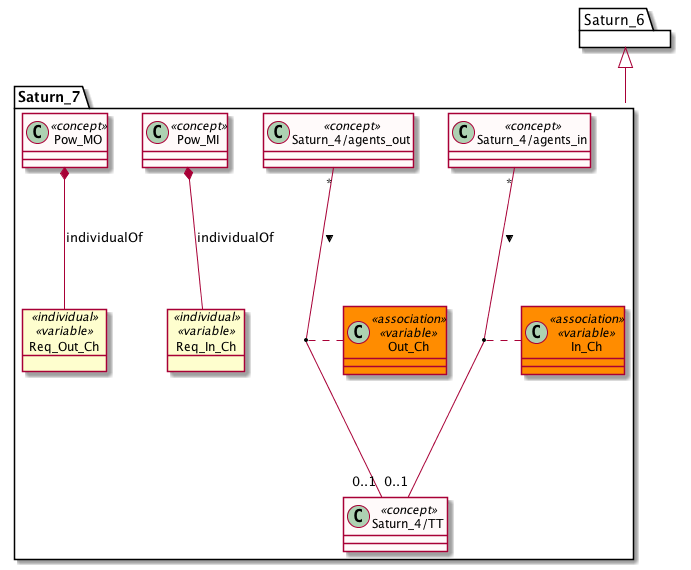 Saturn_6
Saturn_7
C «concept» Pow_MO
C «concept» Pow_MI
C «concept» Saturn_4/agents_out
C «concept» Saturn_4/agents_in
*
*
individualOf
individualOf
«individual»
«variable»
Req_Out_Ch
«individual»
«variable»
Req_In_Ch
C «association»
«variable»
Out_Ch
C «association»
«variable»
In_Ch
0..1
0..1
C «concept» Saturn_4/TT